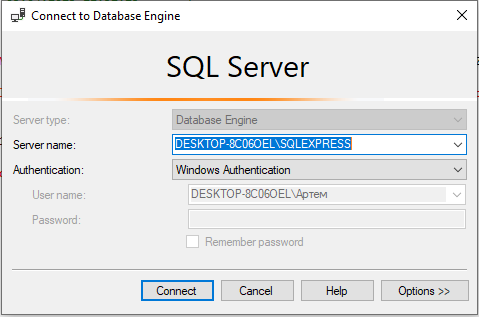 Connect to Database Engine
SQL Server
Server type: Database Engine
Server name: DESKTOP-8C06OEL\SQLEXPRESS
Authentication: Windows Authentication
User name: DESKTOP-8C06OEL\Артем
Password:
Remember password
Connect Cancel Help Options >>